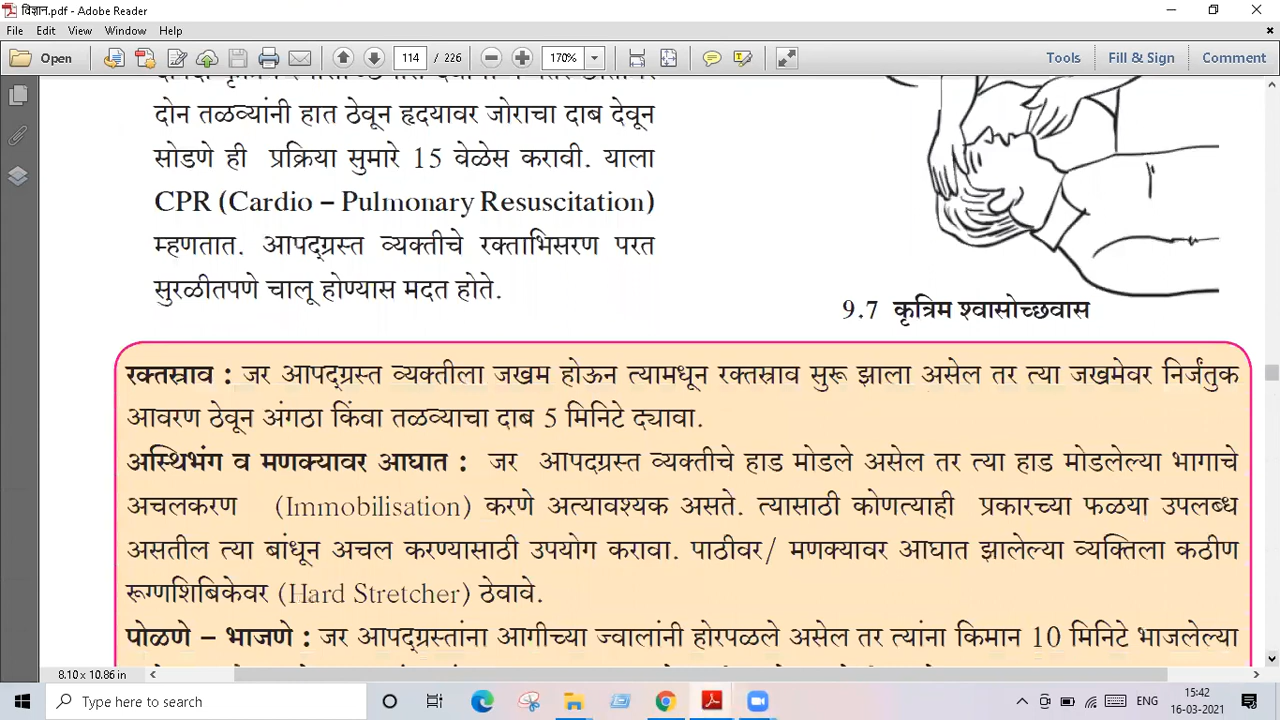 विज्ञान.pdf - Adobe Reader
File Edit View Window Help
Open 114 / 226 170% Tools Fill & Sign Comment
दोन तळव्यांनी हात ठेवून हृदयावर जोराचा दाब देवून
सोडणे ही प्रक्रिया सुमारे 15 वेळेस करावी. याला
CPR (Cardio – Pulmonary Resuscitation)
म्हणतात. आपद्ग्रस्त व्यक्तीचे रक्ताभिसरण परत
सुरळीतपणे चालू होण्यास मदत होते.
9.7 कृत्रिम श्वासोच्छवास
रक्तस्राव : जर आपद्ग्रस्त व्यक्तीला जखम होऊन त्यामधून रक्तस्राव सुरू झाला असेल तर त्या जखमेवर निर्जंतुक
आवरण ठेवून अंगठा किंवा तळव्याचा दाब 5 मिनिटे द्यावा.
अस्थिभंग व मणक्यावर आघात : जर आपदग्रस्त व्यक्तीचे हाड मोडले असेल तर त्या हाड मोडलेल्या भागाचे
अचलकरण (Immobilisation) करणे अत्यावश्यक असते. त्यासाठी कोणत्याही प्रकारच्या फळया उपलब्ध
असतील त्या बांधून अचल करण्यासाठी उपयोग करावा. पाठीवर/ मणक्यावर आघात झालेल्या व्यक्तिला कठीण
रूग्णशिबिकेवर (Hard Stretcher) ठेवावे.
पोळणे – भाजणे : जर आपद्ग्रस्तांना आगीच्या ज्वालांनी होरपळले असेल तर त्यांना किमान 10 मिनिटे भाजलेल्या
8.10 x 10.86 in
Type here to search ENG 15:42
16-03-2021